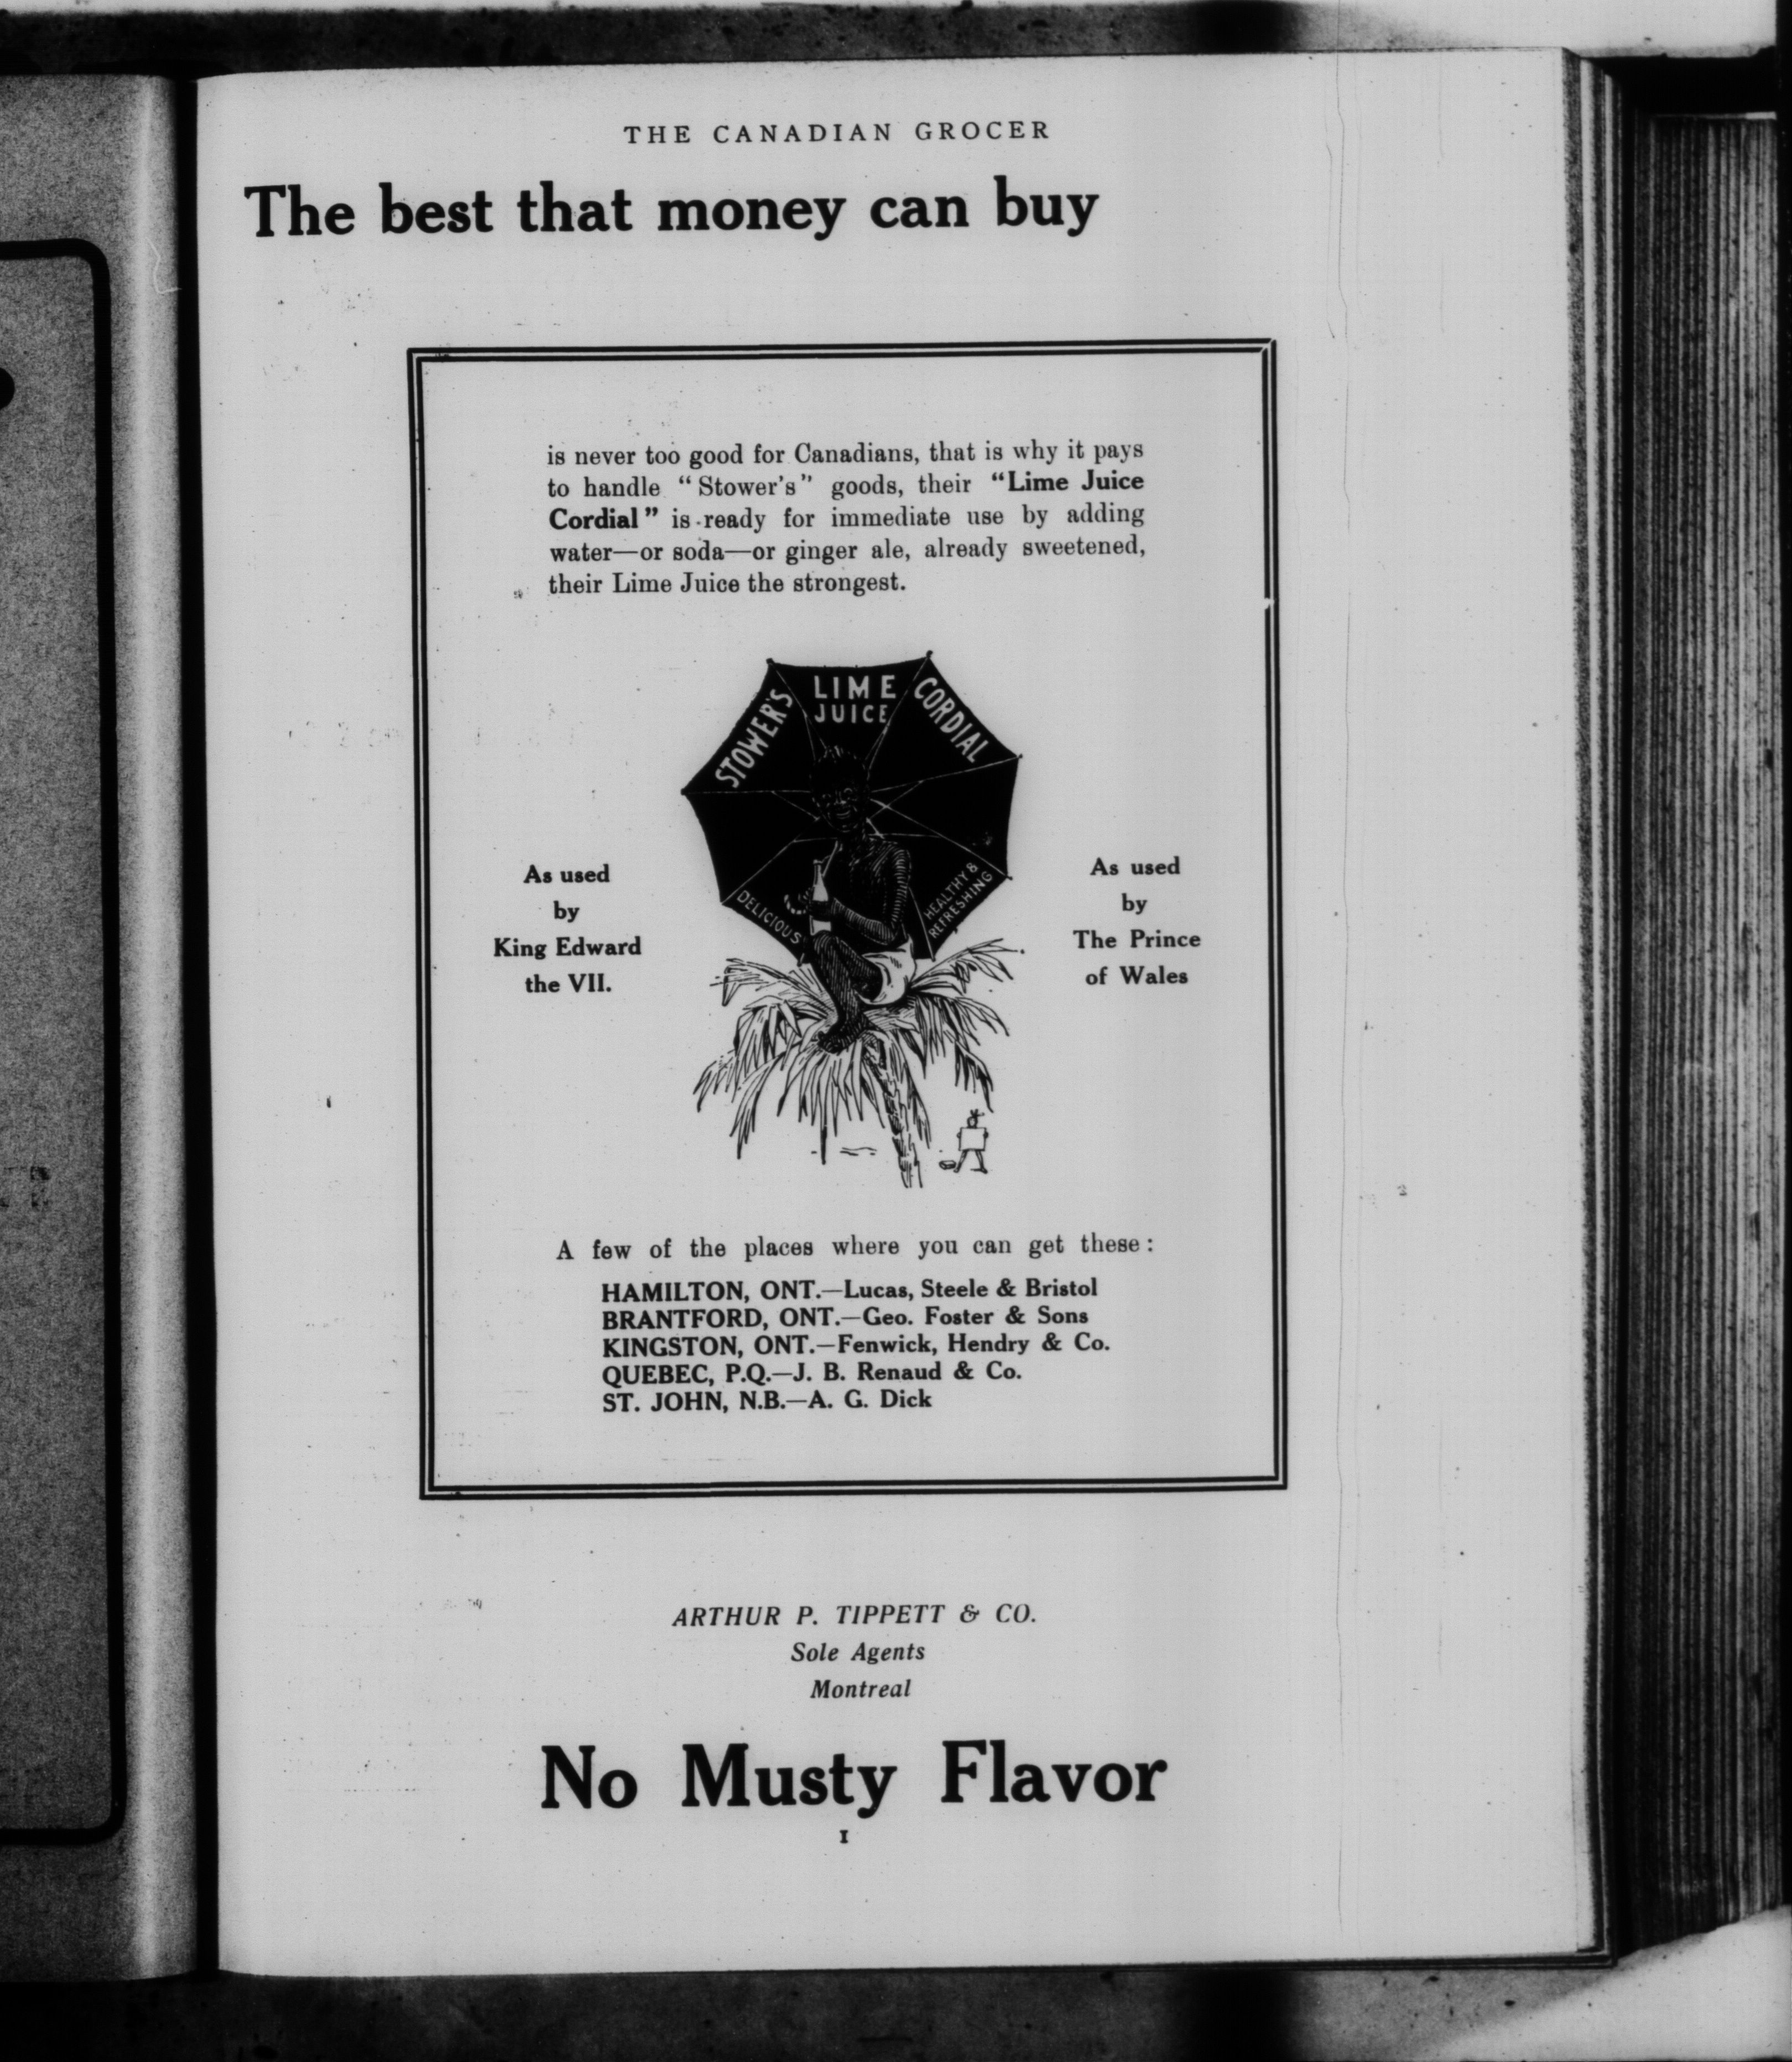 THE CANADIAN GROCER
The best that money can buy
is never too good for Canadians, that is why it pays
to handle "Stower's" goods, their "Lime Juice
Cordial" is ready for immediate use by adding
water—or soda—or ginger ale, already sweetened,
their Lime Juice the strongest.
STOWER'S
LIME
JUICE
CORDIAL
DELICIOUS
HEALTHY &
REFRESHING
As used
by
King Edward
the VII.
As used
by
The Prince
of Wales
A few of the places where you can get these:
HAMILTON, ONT.—Lucas, Steele & Bristol
BRANTFORD, ONT.—Geo. Foster & Sons
KINGSTON, ONT.—Fenwick, Hendry & Co.
QUEBEC, P.Q.—J. B. Renaud & Co.
ST. JOHN, N.B.—A. G. Dick
ARTHUR P. TIPPETT & CO.
Sole Agents
Montreal
No Musty Flavor
I